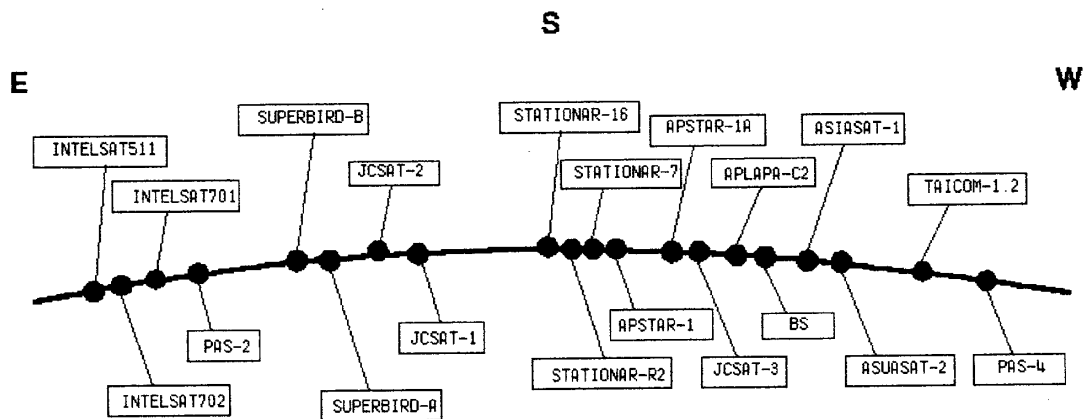 S
E
W
SUPERBIRD-B
STATIONAR-16
APSTAR-1A
ASIASAT-1
INTELSAT511
JCSAT-2
STATIONAR-7
APLAPA-C2
TAICOM-1.2
INTELSAT701
PAS-2
JCSAT-1
APSTAR-1
BS
INTELSAT702
SUPERBIRD-A
STATIONAR-R2
JCSAT-3
ASUASAT-2
PAS-4